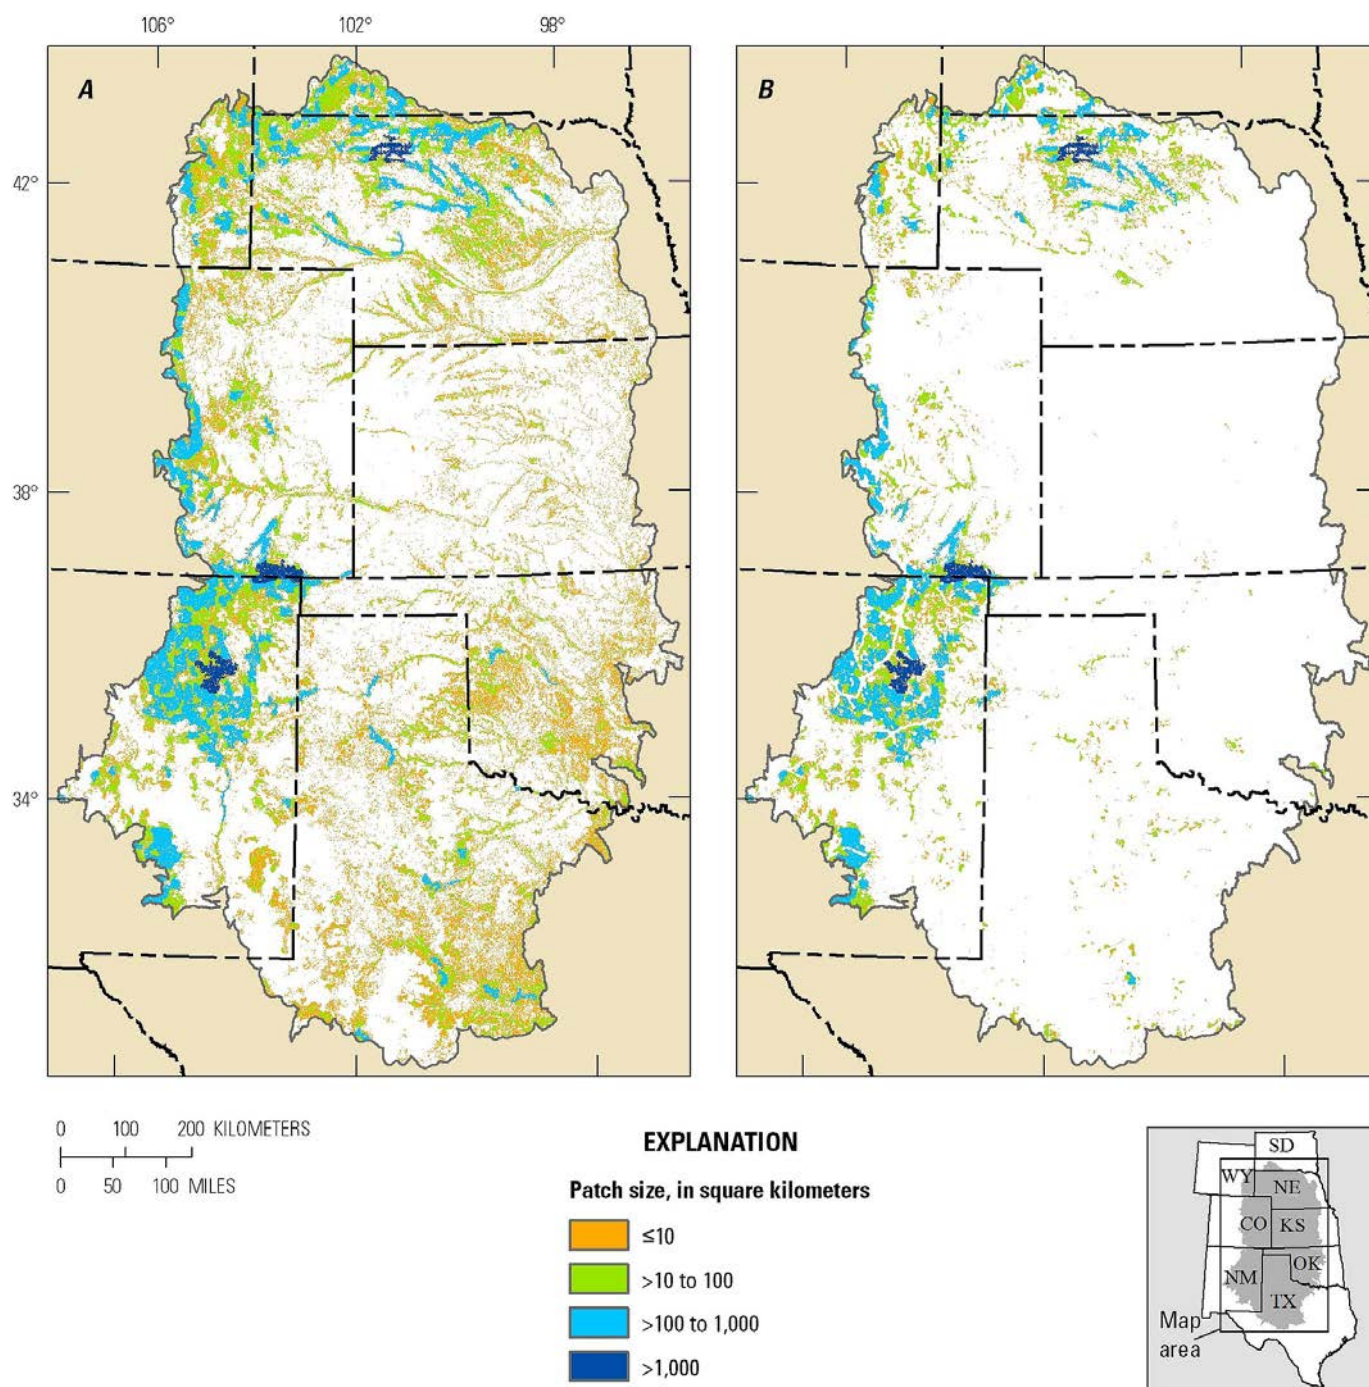 106° 102° 98°
A
B
42°
38°
34°
0 100 200 KILOMETERS
0 50 100 MILES
EXPLANATION
Patch size, in square kilometers
≤10
>10 to 100
>100 to 1,000
>1,000
SD
WY
NE
CO
KS
NM
OK
TX
Map
area